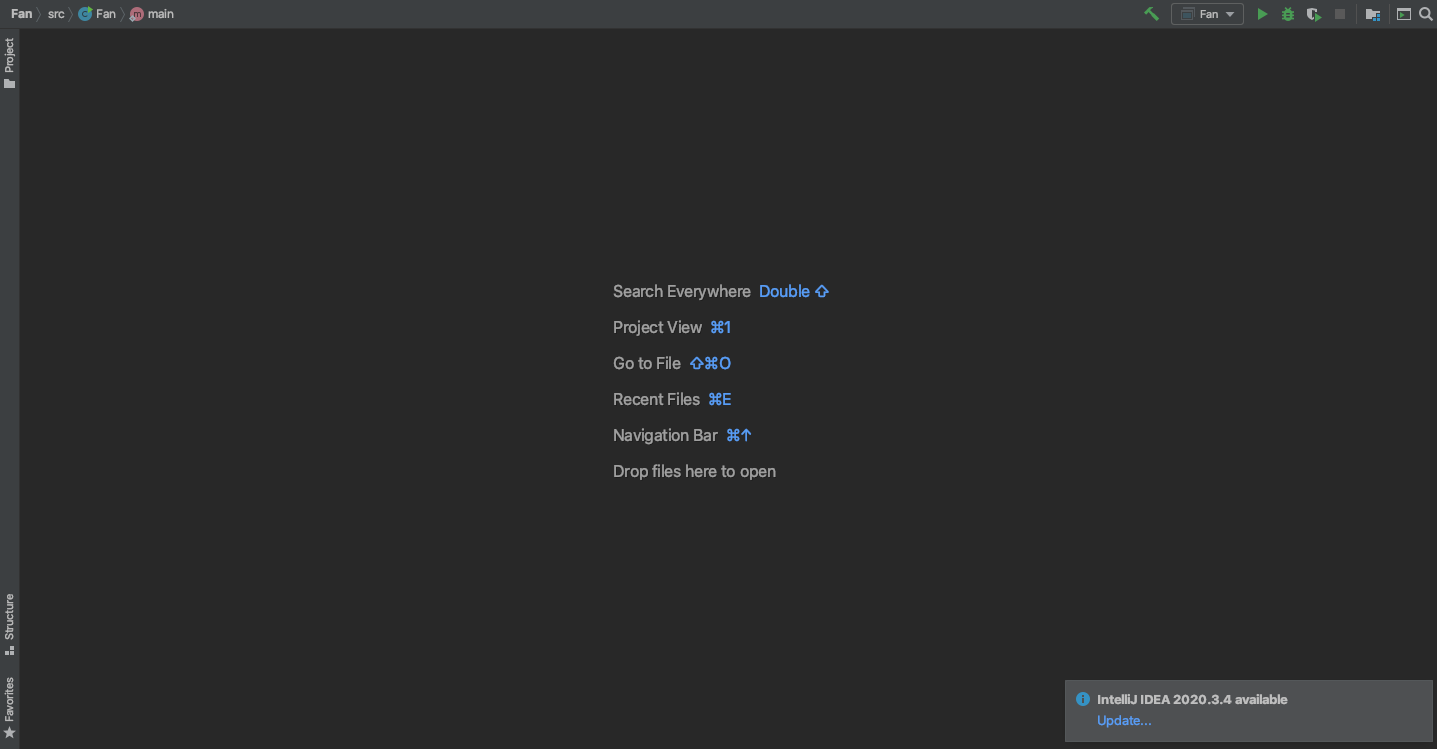 Fan src Fan main
Fan
Project
Search Everywhere Double ⇧
Project View ⌘1
Go to File ⇧⌘O
Recent Files ⌘E
Navigation Bar ⌘↑
Drop files here to open
Structure
Favorites
IntelliJ IDEA 2020.3.4 available
Update...